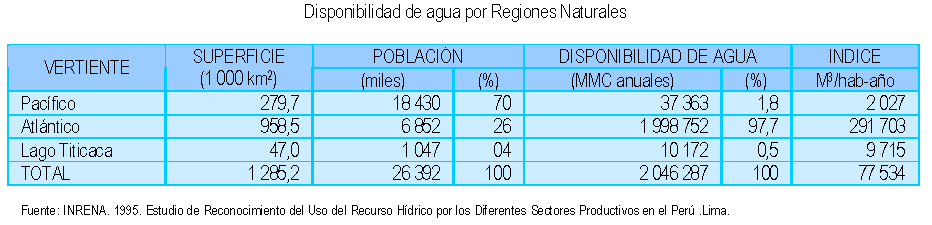 Disponibilidad de agua por Regiones Naturales
VERTIENTE SUPERFICIE (1 000 km²) POBLACIÓN DISPONIBILIDAD DE AGUA INDICE
(miles) (%) (MMC anuales) (%) M³/hab-año
Pacífico 279,7 18 430 70 37 363 1,8 2 027
Atlántico 958,5 6 852 26 1 998 752 97,7 291 703
Lago Titicaca 47,0 1 047 04 10 172 0,5 9 715
TOTAL 1 285,2 26 392 100 2 046 287 100 77 534
Fuente: INRENA. 1995. Estudio de Reconocimiento del Uso del Recurso Hídrico por los Diferentes Sectores Productivos en el Perú .Lima.